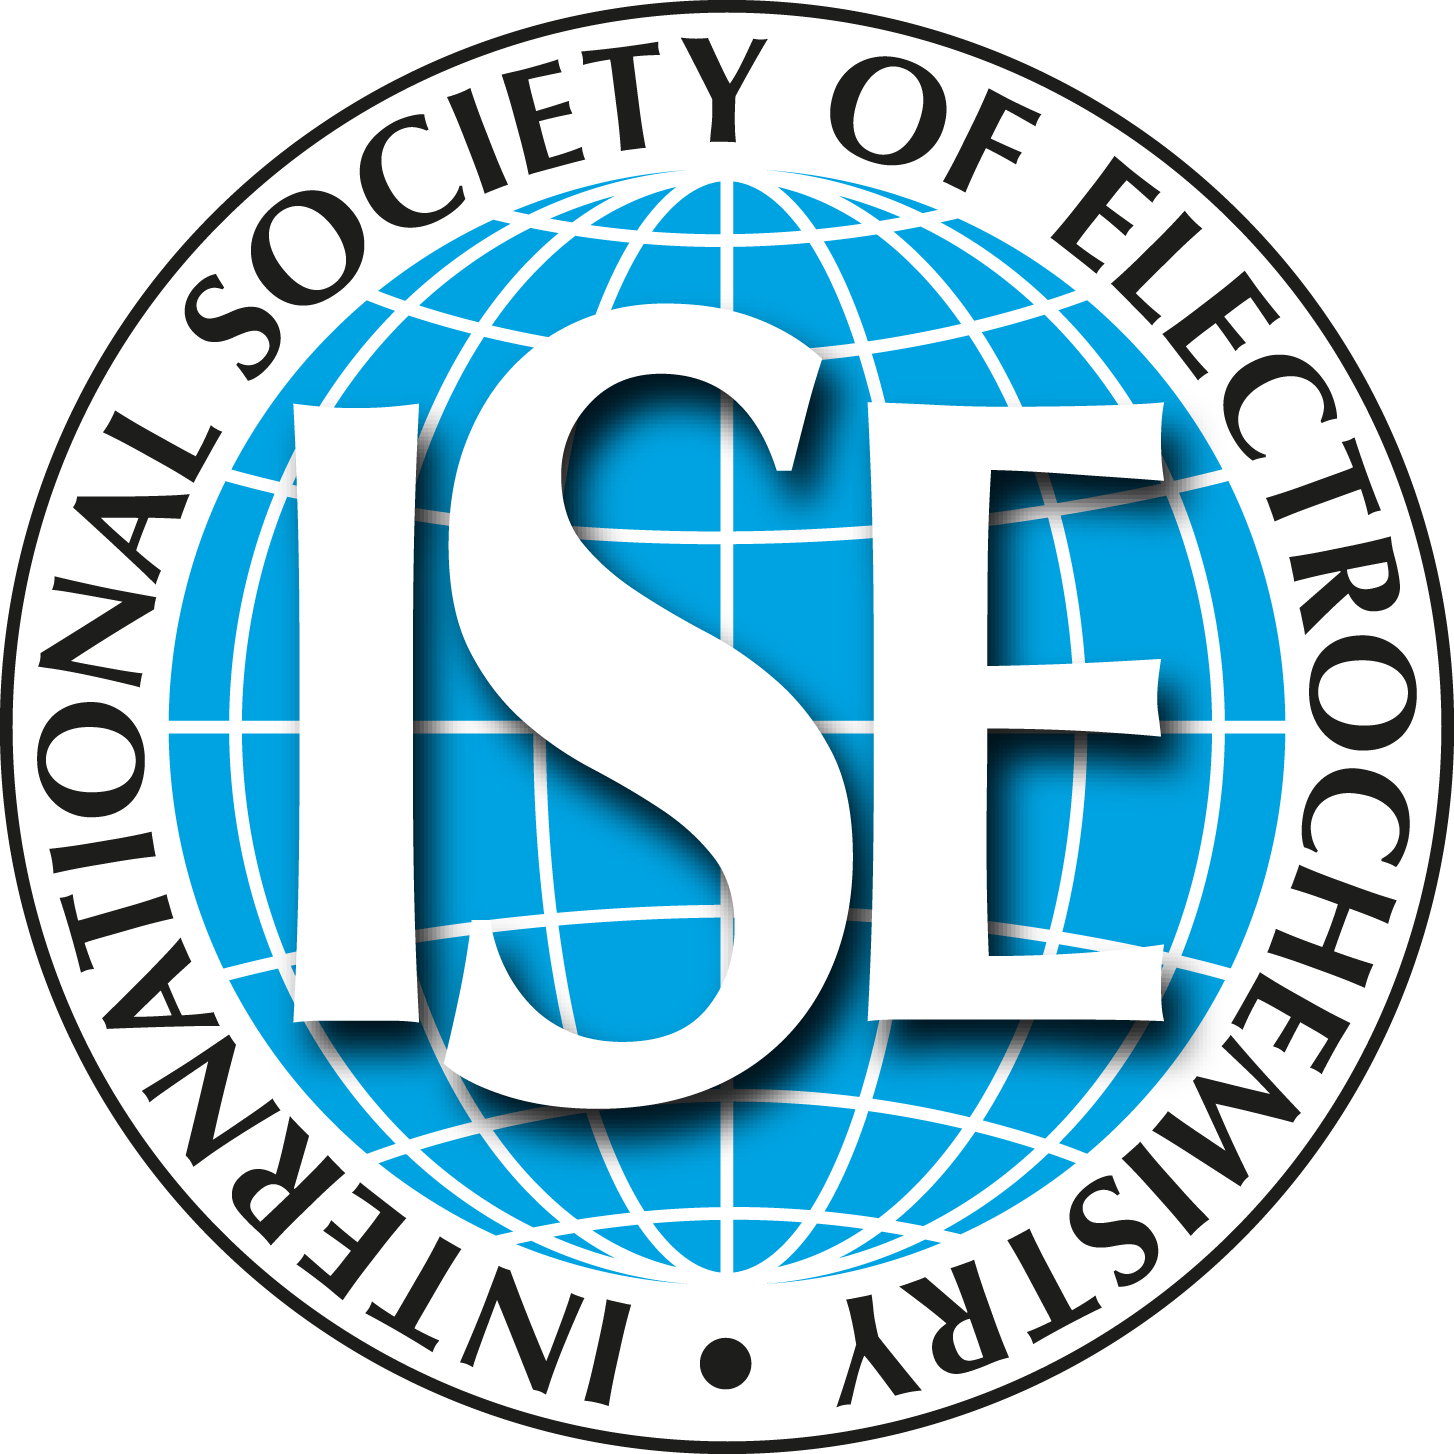 INTERNATIONAL SOCIETY OF ELECTROCHEMISTRY •
ISE